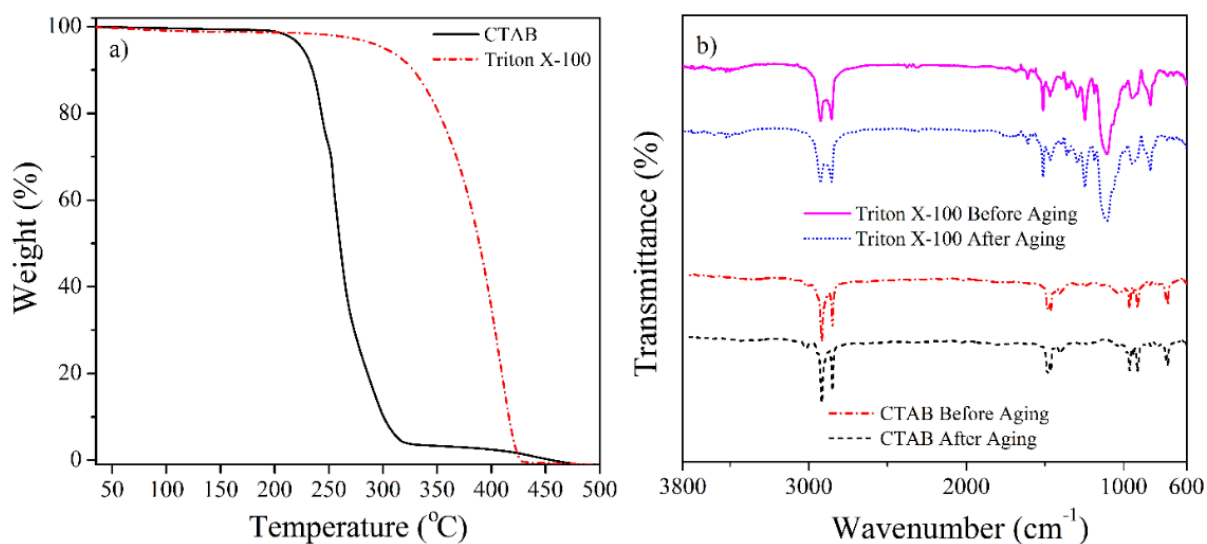 a)
CTAB
Triton X-100
100
80
60
40
20
0
Weight (%)
50 100 150 200 250 300 350 400 450 500
Temperature (°C)
b)
Triton X-100 Before Aging
Triton X-100 After Aging
CTAB Before Aging
CTAB After Aging
Transmittance (%)
3800 3000 2000 1000 600
Wavenumber (cm⁻¹)